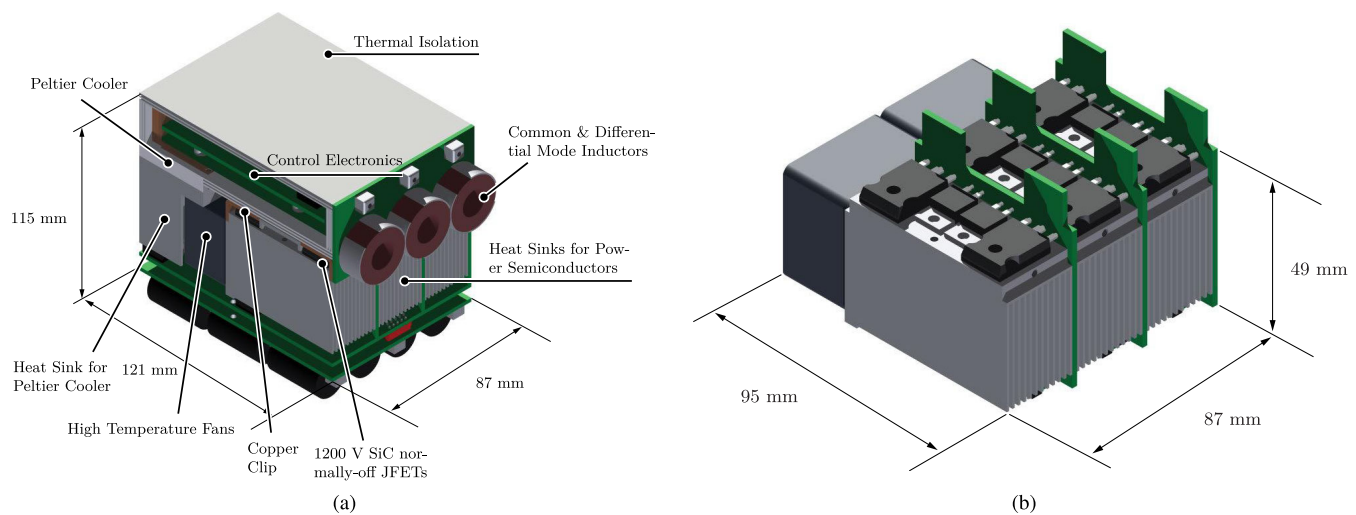 Thermal Isolation
Peltier Cooler
Common & Differen-
tial Mode Inductors
Control Electronics
115 mm
Heat Sinks for Pow-
er Semiconductors
49 mm
Heat Sink for
Peltier Cooler
121 mm
87 mm
95 mm
87 mm
High Temperature Fans
Copper
Clip
1200 V SiC nor-
mally-off JFETs
(a)
(b)